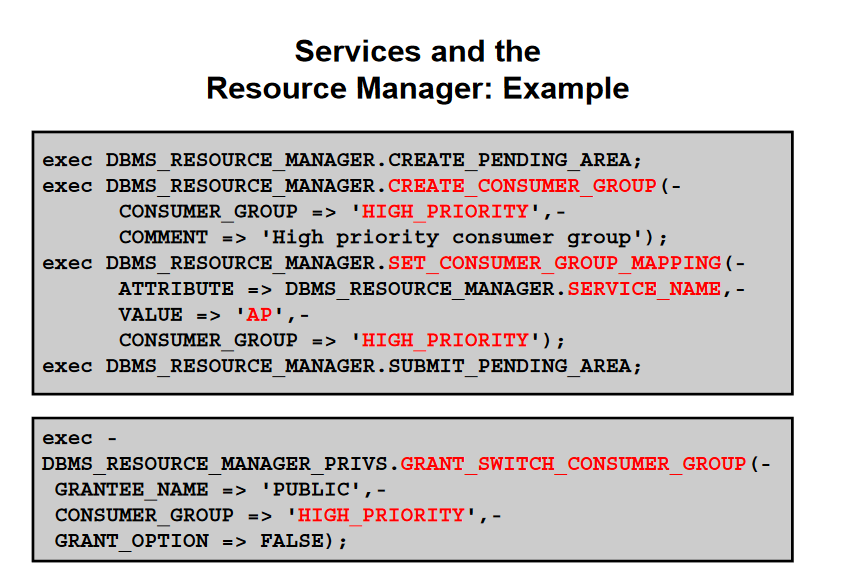 Services and the
Resource Manager: Example
exec DBMS_RESOURCE_MANAGER.CREATE_PENDING_AREA;
exec DBMS_RESOURCE_MANAGER.CREATE_CONSUMER_GROUP(-
CONSUMER_GROUP => 'HIGH_PRIORITY',-
COMMENT => 'High priority consumer group');
exec DBMS_RESOURCE_MANAGER.SET_CONSUMER_GROUP_MAPPING(-
ATTRIBUTE => DBMS_RESOURCE_MANAGER.SERVICE_NAME,-
VALUE => 'AP',-
CONSUMER_GROUP => 'HIGH_PRIORITY');
exec DBMS_RESOURCE_MANAGER.SUBMIT_PENDING_AREA;
exec -
DBMS_RESOURCE_MANAGER_PRIVS.GRANT_SWITCH_CONSUMER_GROUP(-
GRANTEE_NAME => 'PUBLIC',-
CONSUMER_GROUP => 'HIGH_PRIORITY',-
GRANT_OPTION => FALSE);